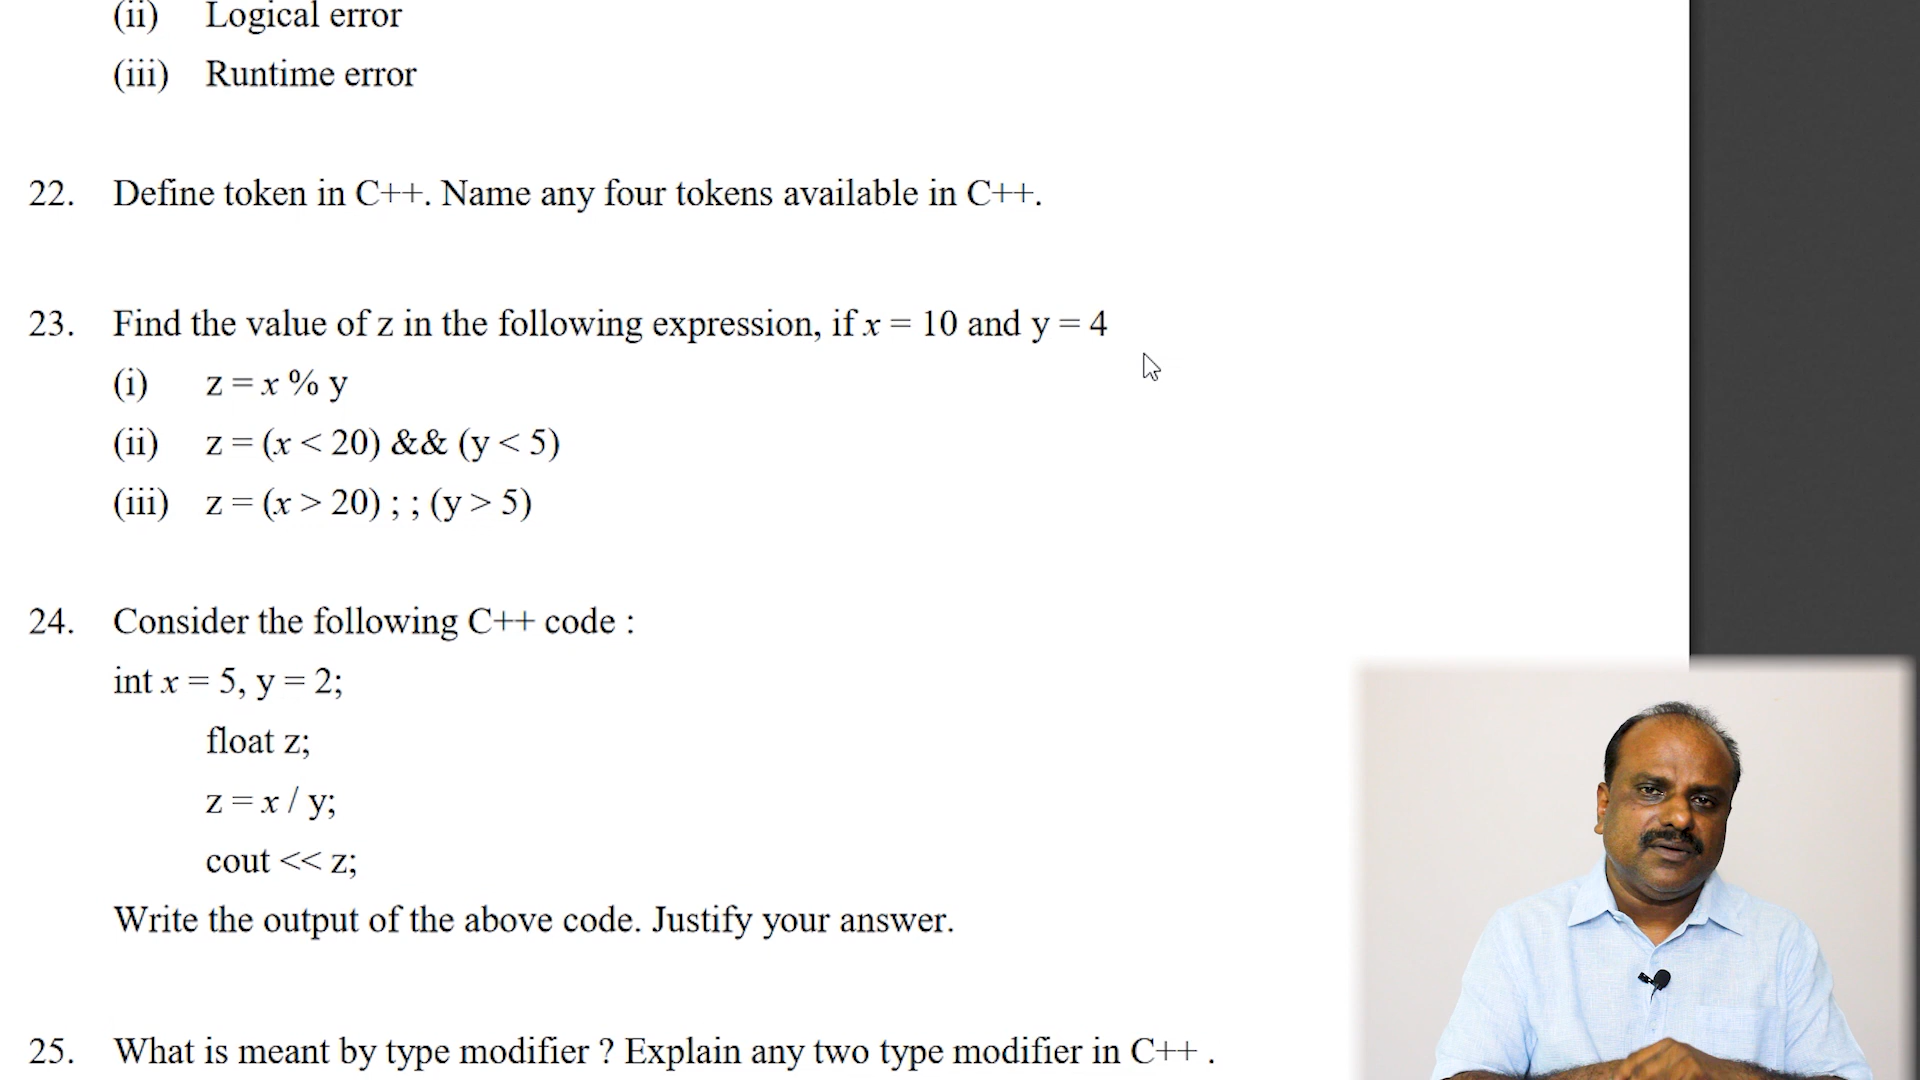 (ii) Logical error
(iii) Runtime error
22. Define token in C++. Name any four tokens available in C++.
23. Find the value of z in the following expression, if x = 10 and y = 4
(i) z = x % y
(ii) z = (x < 20) && (y < 5)
(iii) z = (x > 20) ; ; (y > 5)
24. Consider the following C++ code :
int x = 5, y = 2;
float z;
z = x / y;
cout << z;
Write the output of the above code. Justify your answer.
25. What is meant by type modifier ? Explain any two type modifier in C++ .